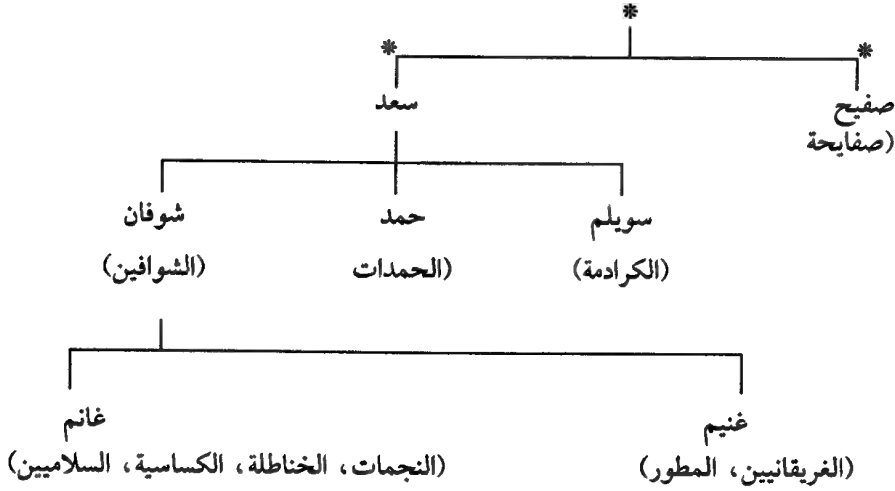 *
* *
صفيح سعد
(صفايحة)
سويلم حمد شوفان
(الكرادمة) (الحمدات (الشوافين)
غنيم غانم
(الغريقانيين، المطور) (النجمات، الخناطلة، الكساسية، السلاميين)